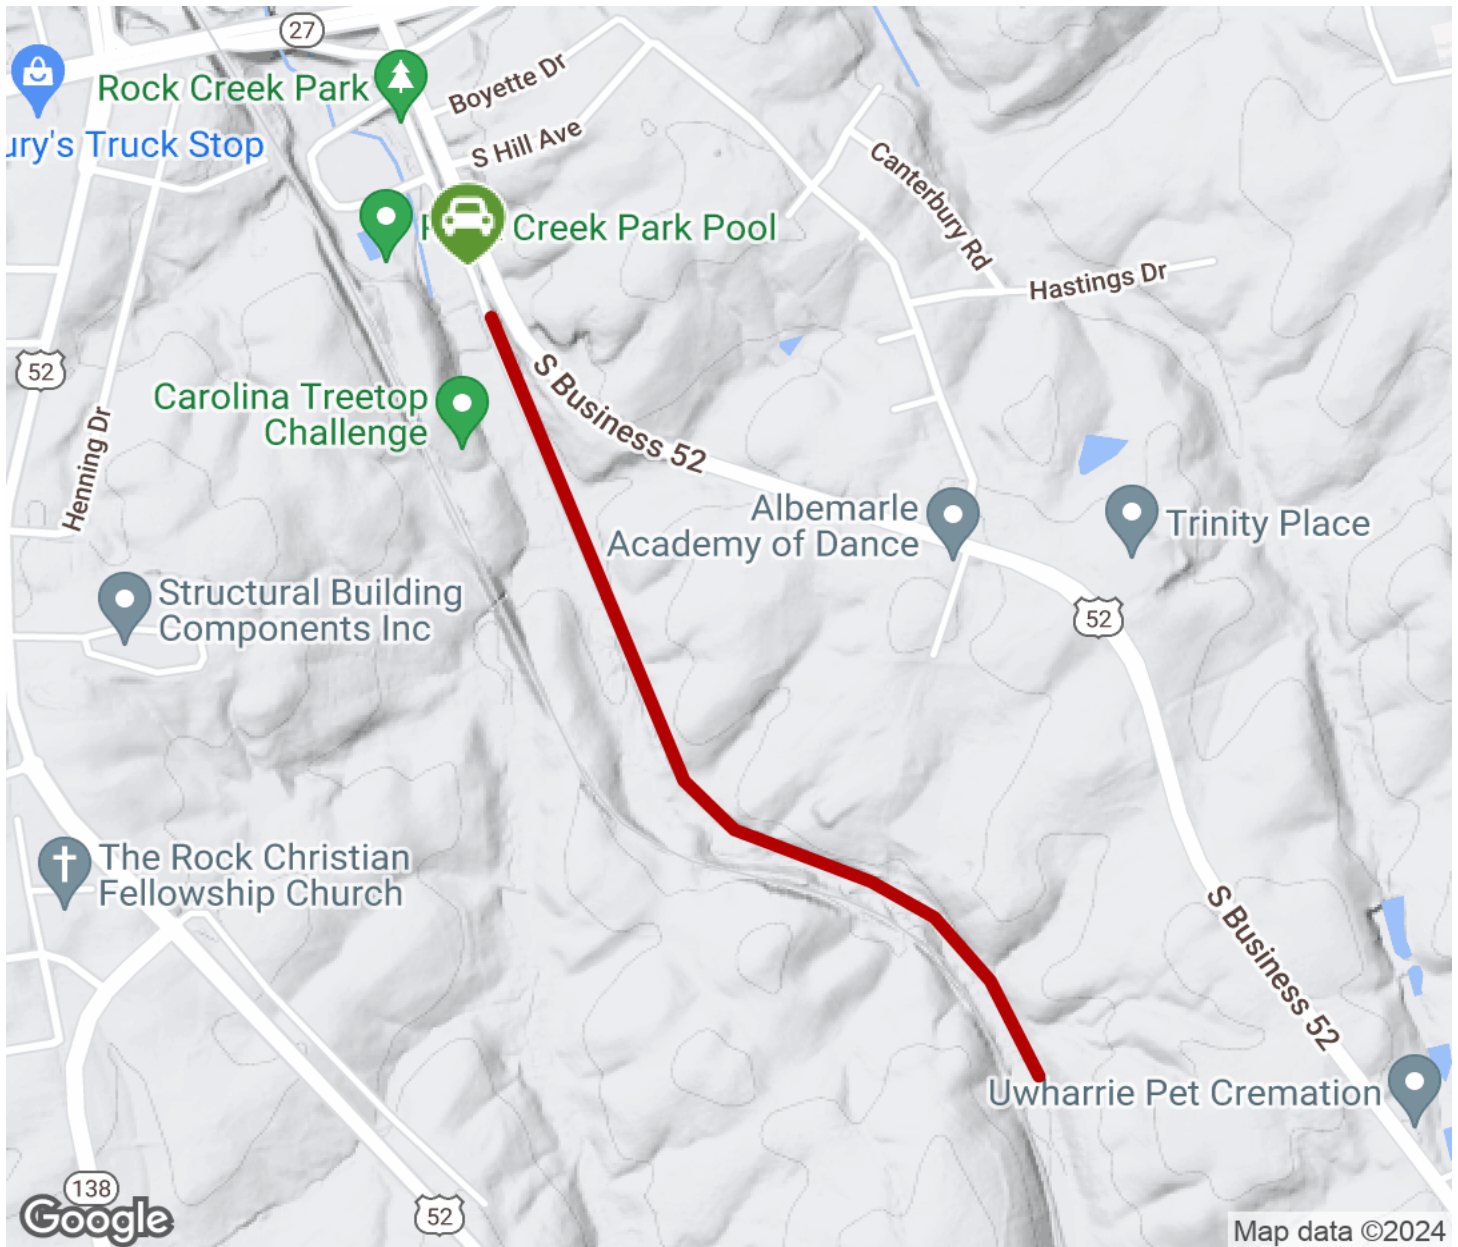 27
Rock Creek Park
Boyette Dr
ury's Truck Stop
S Hill Ave
Canterbury Rd
Creek Park Pool
Hastings Dr
52
S Business 52
Carolina Treetop
Challenge
Henning Dr
Albemarle
Academy of Dance
Trinity Place
Structural Building
Components Inc
52
The Rock Christian
Fellowship Church
S Business 52
Uwharrie Pet Cremation
138
52
Google
Map data ©2024